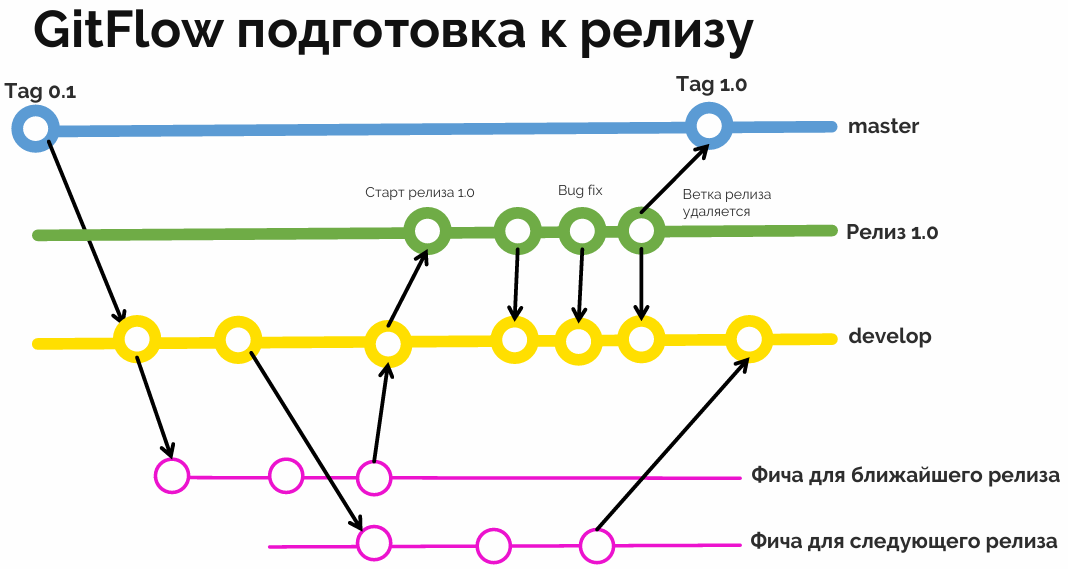 GitFlow подготовка к релизу
Tag 0.1
Tag 1.0
master
Старт релиза 1.0
Bug fix
Ветка релиза
удаляется
Релиз 1.0
develop
Фича для ближайшего релиза
Фича для следующего релиза